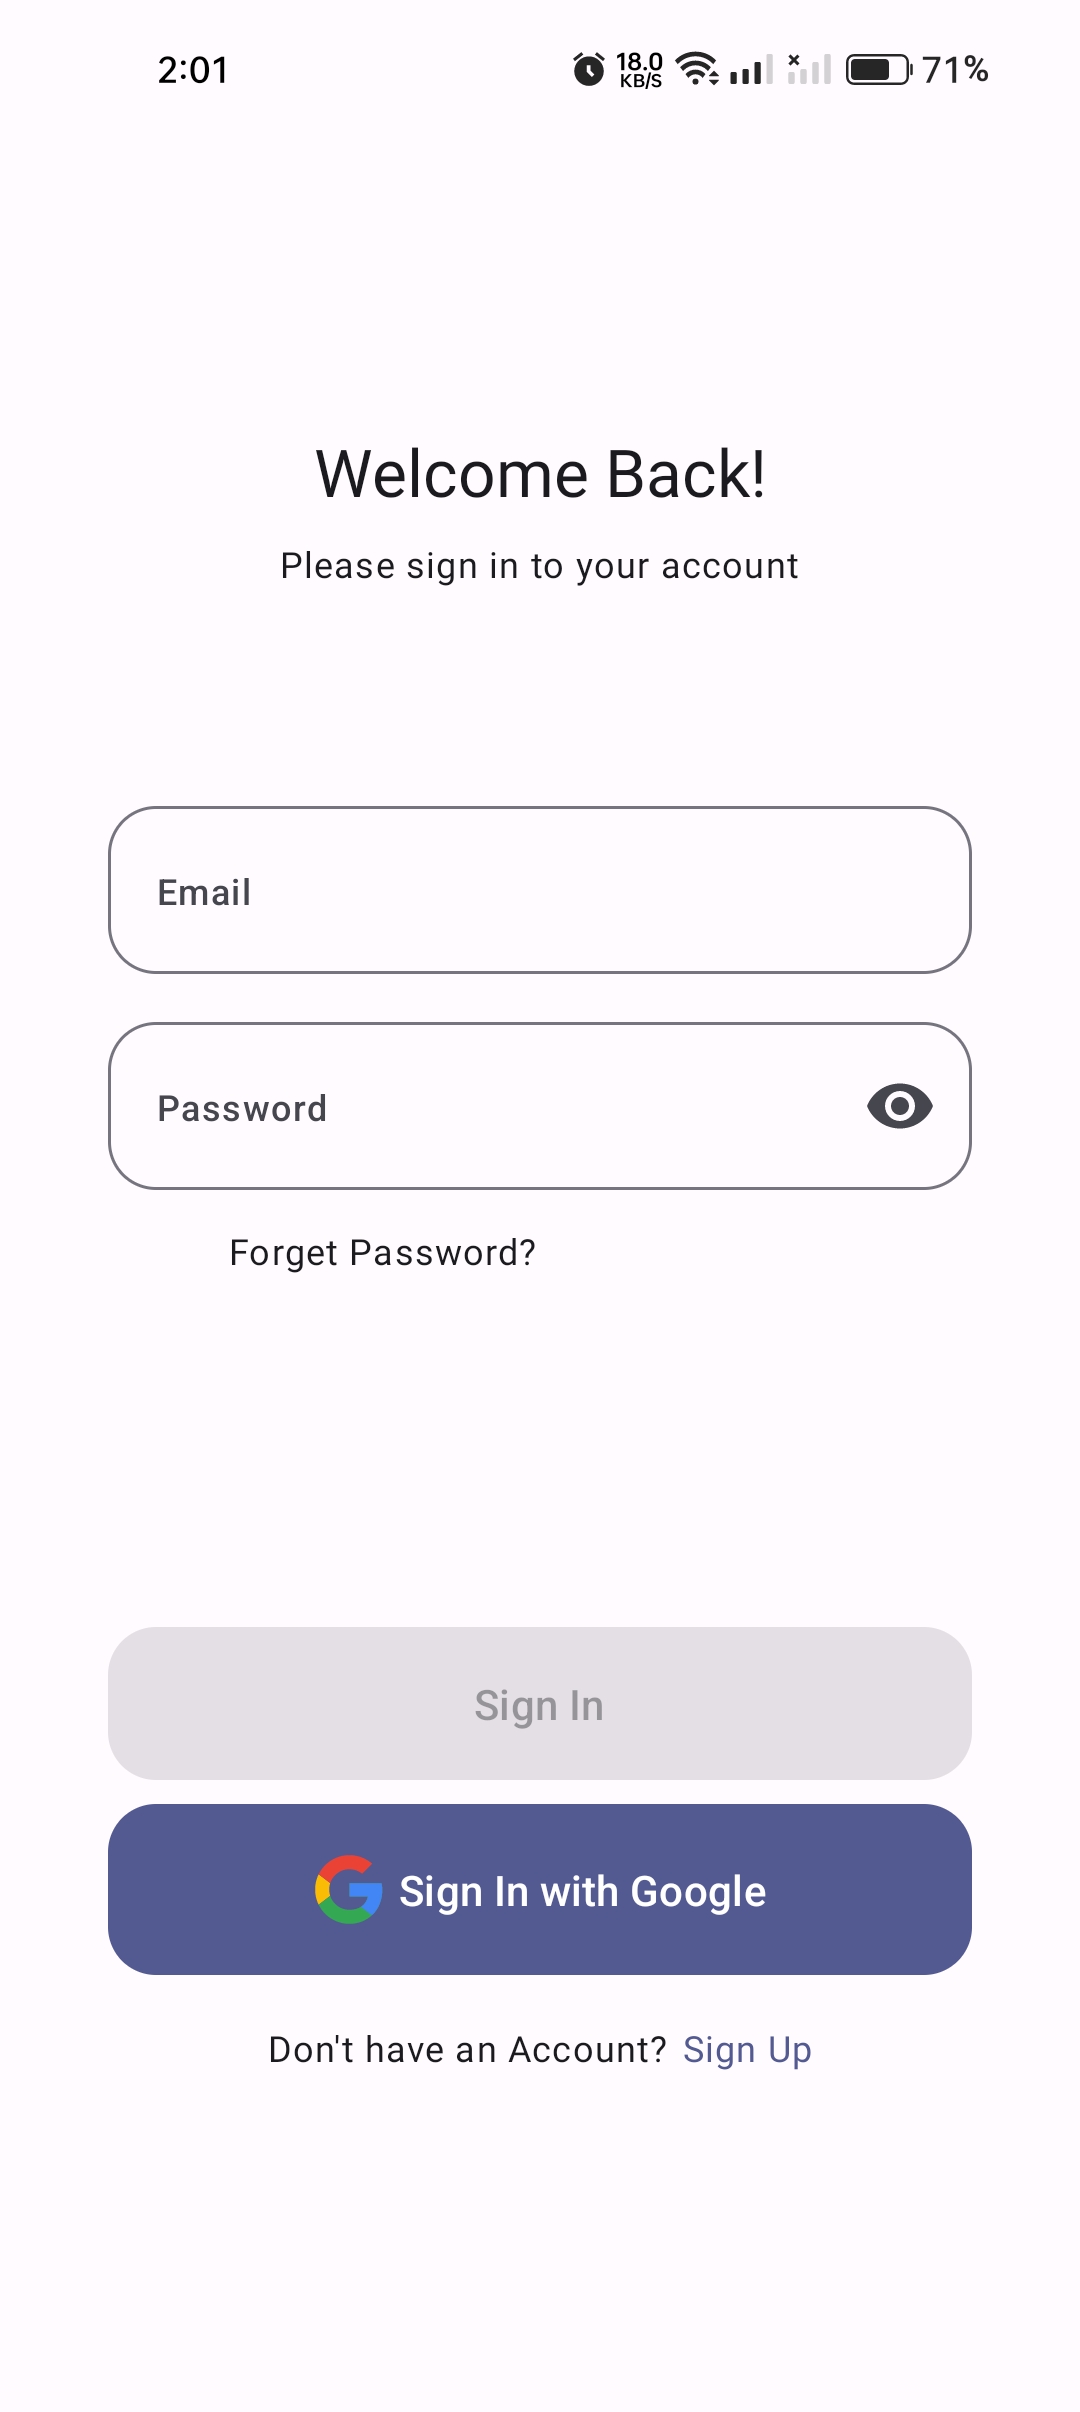 2:01 18.0 KB/S 71%
Welcome Back!
Please sign in to your account
Email
Password
Forget Password?
Sign In
Sign In with Google
Don't have an Account? Sign Up